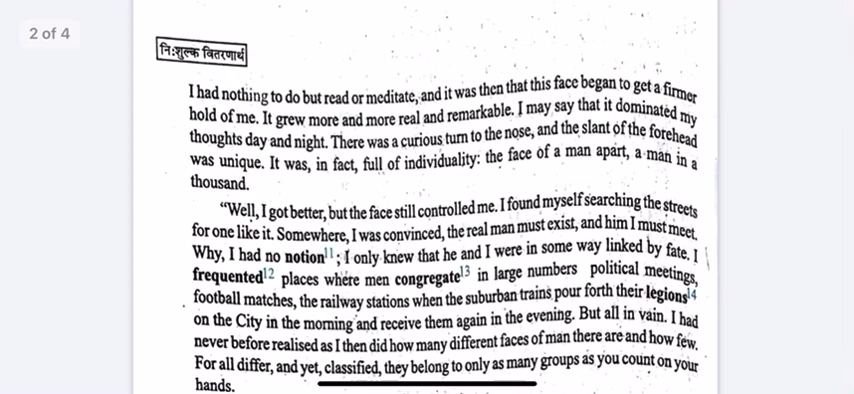 2 of 4
नि:शुल्क वितरणार्थ
I had nothing to do but read or meditate, and it was then that this face began to get a firmer
hold of me. It grew more and more real and remarkable. I may say that it dominated my
thoughts day and night. There was a curious turn to the nose, and the slant of the forehead
was unique. It was, in fact, full of individuality: the face of a man apart, a man in a
thousand.
“Well, I got better, but the face still controlled me. I found myself searching the streets
for one like it. Somewhere, I was convinced, the real man must exist, and him I must meet.
Why, I had no notion11 ; I only knew that he and I were in some way linked by fate. I
frequented12 places where men congregate13 in large numbers political meetings,
football matches, the railway stations when the suburban trains pour forth their legions14
on the City in the morning and receive them again in the evening. But all in vain. I had
never before realised as I then did how many different faces of man there are and how few.
For all differ, and yet, classified, they belong to only as many groups as you count on your
hands.